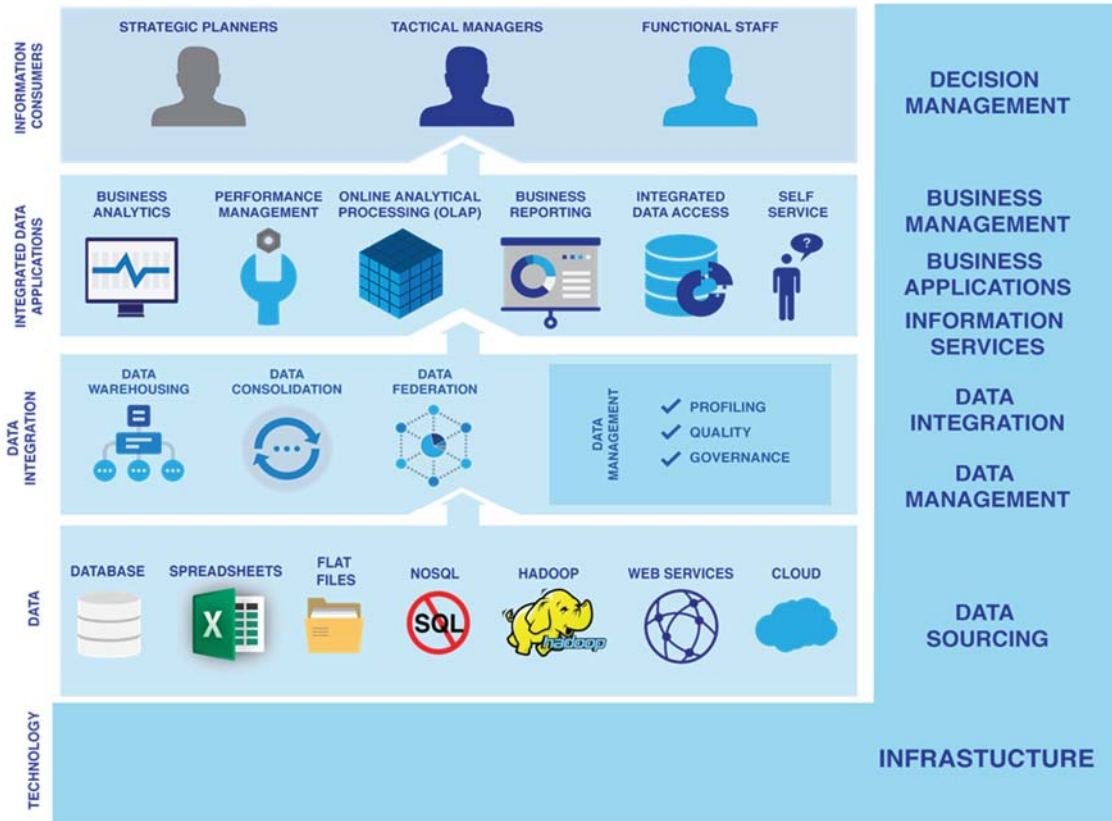 STRATEGIC PLANNERS
TACTICAL MANAGERS
FUNCTIONAL STAFF
INFORMATION
CONSUMERS
DECISION
MANAGEMENT
BUSINESS
ANALYTICS
PERFORMANCE
MANAGEMENT
ONLINE ANALYTICAL
PROCESSING (OLAP)
BUSINESS
REPORTING
INTEGRATED
DATA ACCESS
SELF
SERVICE
?
INTEGRATED DATA
APPLICATIONS
BUSINESS
MANAGEMENT
BUSINESS
APPLICATIONS
INFORMATION
SERVICES
DATA
WAREHOUSING
DATA
CONSOLIDATION
DATA
FEDERATION
DATA
MANAGEMENT
PROFILING
QUALITY
GOVERNANCE
DATA
INTEGRATION
DATA
INTEGRATION
DATA
MANAGEMENT
DATABASE
SPREADSHEETS
X
FLAT
FILES
NOSQL
SQL
HADOOP
hadoop
WEB SERVICES
CLOUD
DATA
DATA
SOURCING
TECHNOLOGY
INFRASTUCTURE